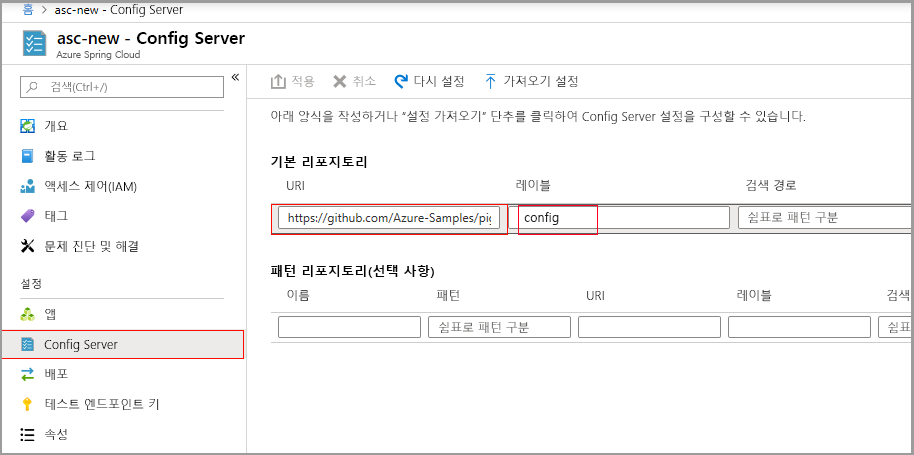 홈 > asc-new - Config Server
asc-new - Config Server
Azure Spring Cloud
검색(Ctrl+/)
«
개요
활동 로그
액세스 제어(IAM)
태그
문제 진단 및 해결
설정
앱
Config Server
배포
테스트 엔드포인트 키
속성
적용 취소 다시 설정 가져오기 설정
아래 양식을 작성하거나 "설정 가져오기" 단추를 클릭하여 Config Server 설정을 구성할 수 있습니다.
기본 리포지토리
URI 레이블 검색 경로
https://github.com/Azure-Samples/pig config 쉼표로 패턴 구분
패턴 리포지토리(선택 사항)
이름 패턴 URI 레이블 검색
쉼표로 패턴 구분 쉼표